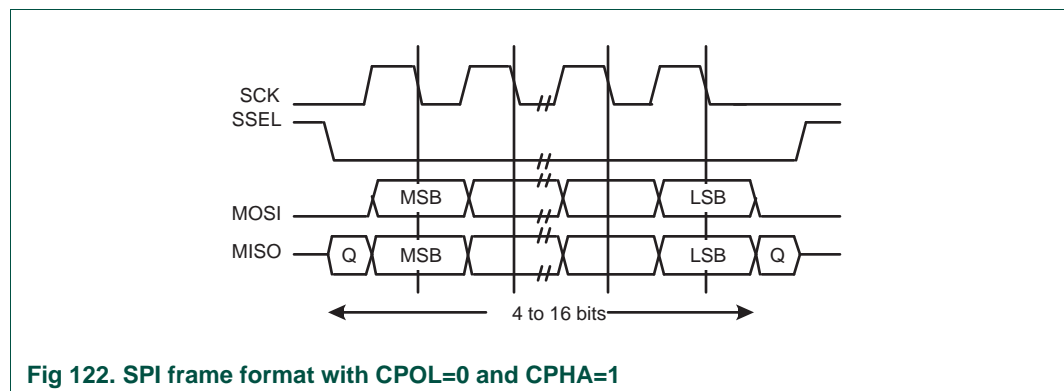 SCK
SSEL
MOSI
MSB
LSB
MISO
Q
MSB
LSB
Q
4 to 16 bits
Fig 122. SPI frame format with CPOL=0 and CPHA=1